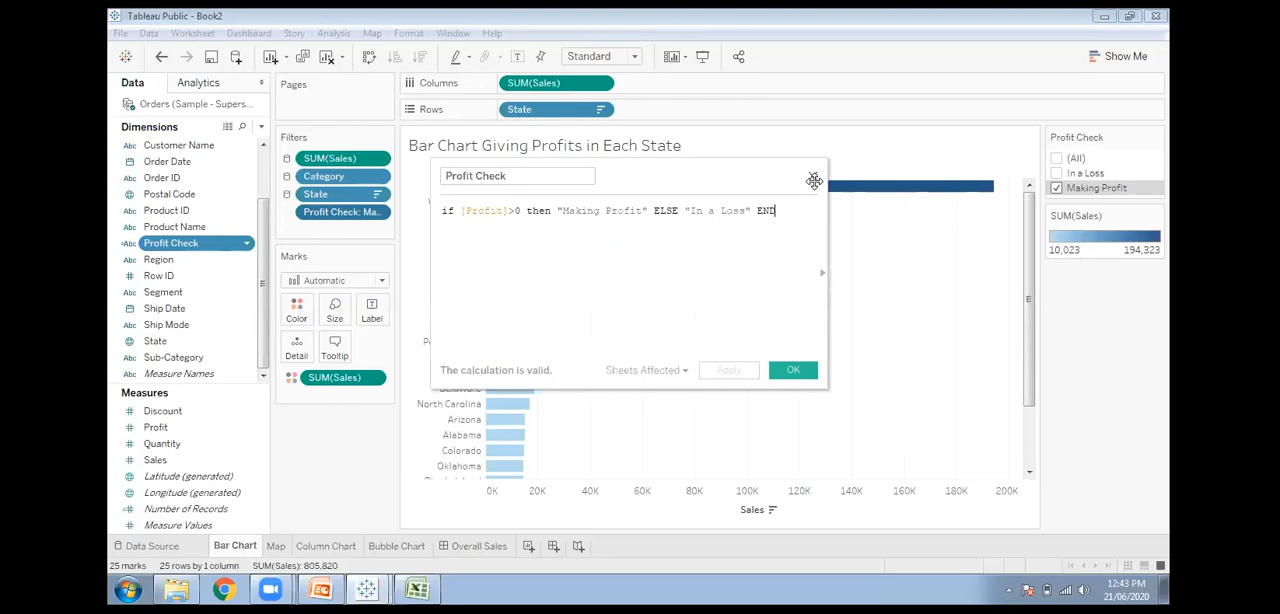 Tableau Public - Book2
File Data Worksheet Dashboard Story Analysis Map Format Window Help
Standard
Show Me
Data Analytics
Orders (Sample - Supers...
Dimensions
Customer Name
Order Date
Order ID
Postal Code
Product ID
Product Name
Profit Check
Region
Row ID
Segment
Ship Date
Ship Mode
State
Sub-Category
Measure Names
Measures
Discount
Profit
Quantity
Sales
Latitude (generated)
Longitude (generated)
Number of Records
Measure Values
Pages
Filters
SUM(Sales)
Category
State
Profit Check: Ma..
Marks
Automatic
Color Size Label
Detail Tooltip
SUM(Sales)
Columns SUM(Sales)
Rows State
Bar Chart Giving Profits in Each State
Profit Check
if [Profit]>0 then "Making Profit" ELSE "In a Loss" END
The calculation is valid. Sheets Affected Apply OK
North Carolina
Arizona
Alabama
Colorado
Oklahoma
0K 20K 40K 60K 80K 100K 120K 140K 160K 180K 200K
Sales
Profit Check
(All)
In a Loss
Making Profit
SUM(Sales)
10,023 194,323
Data Source Bar Chart Map Column Chart Bubble Chart Overall Sales
25 marks 25 rows by 1 column SUM(Sales): 805,820
12:43 PM
21/06/2020